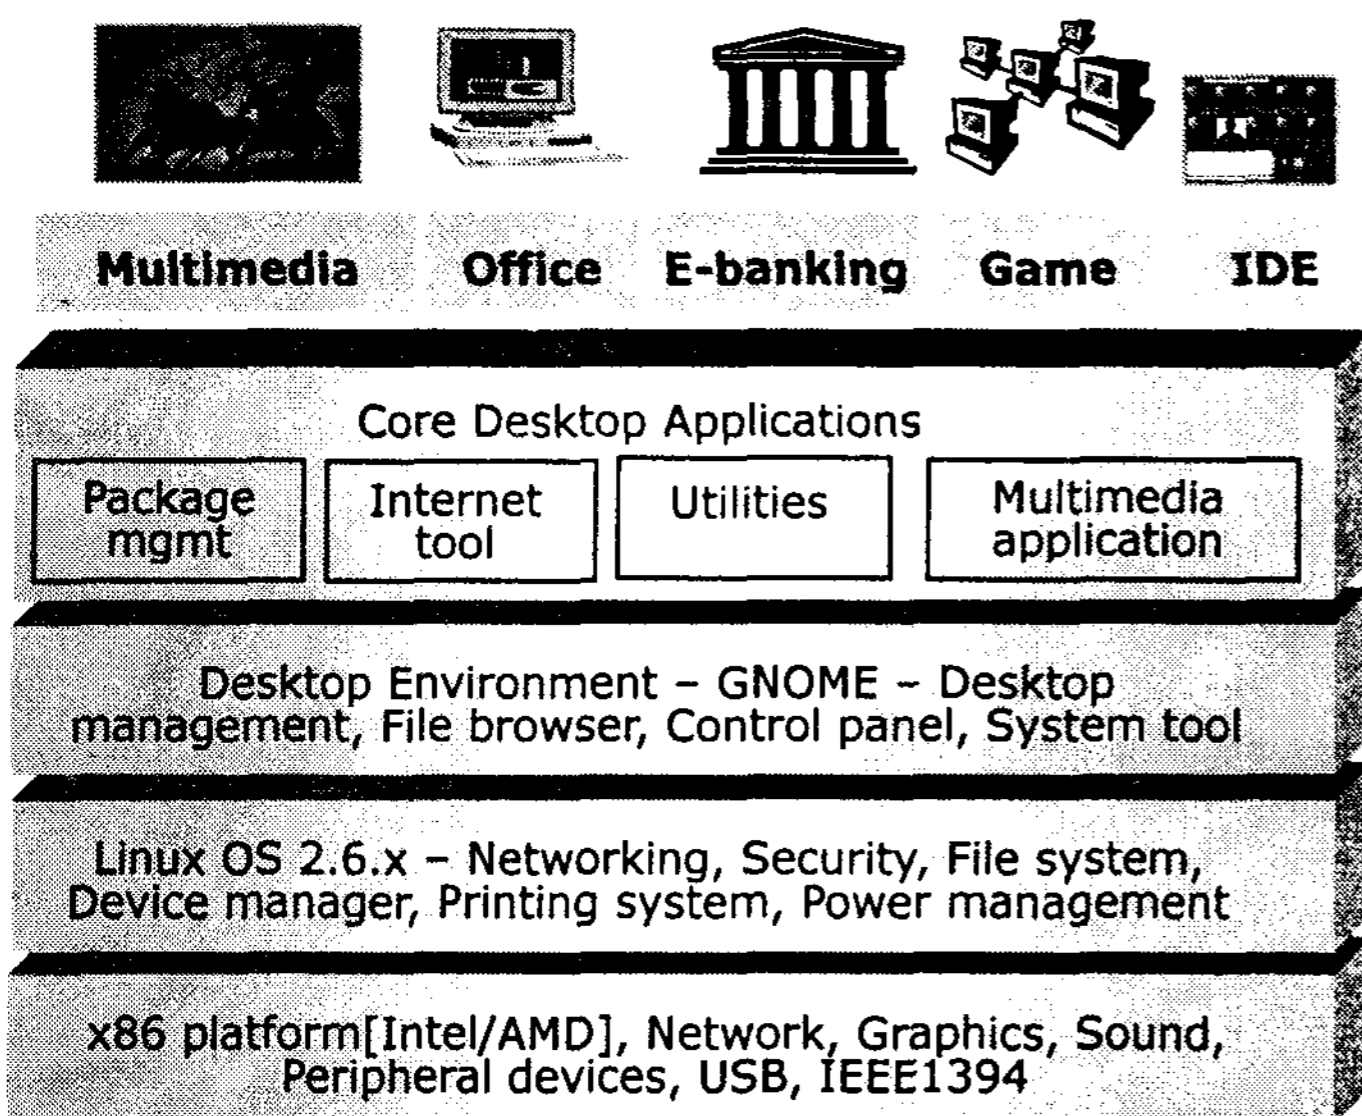 Multimedia Office E-banking Game IDE
Core Desktop Applications
Package mgmt
Internet tool
Utilities
Multimedia application
Desktop Environment – GNOME – Desktop
management, File browser, Control panel, System tool
Linux OS 2.6.x – Networking, Security, File system,
Device manager, Printing system, Power management
x86 platform[Intel/AMD], Network, Graphics, Sound,
Peripheral devices, USB, IEEE1394